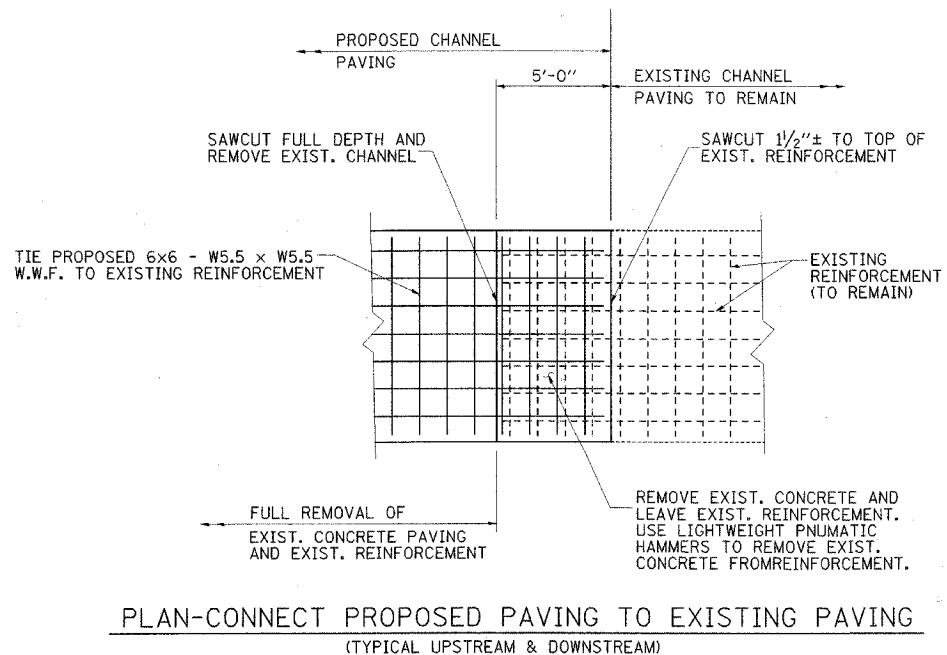 PROPOSED CHANNEL
PAVING
5'-0"
EXISTING CHANNEL
PAVING TO REMAIN
SAWCUT FULL DEPTH AND
REMOVE EXIST. CHANNEL
SAWCUT 1 1/2"± TO TOP OF
EXIST. REINFORCEMENT
TIE PROPOSED 6x6 - W5.5 x W5.5
W.W.F. TO EXISTING REINFORCEMENT
EXISTING
REINFORCEMENT
(TO REMAIN)
FULL REMOVAL OF
EXIST. CONCRETE PAVING
AND EXIST. REINFORCEMENT
REMOVE EXIST. CONCRETE AND
LEAVE EXIST. REINFORCEMENT.
USE LIGHTWEIGHT PNUMATIC
HAMMERS TO REMOVE EXIST.
CONCRETE FROMREINFORCEMENT.
PLAN-CONNECT PROPOSED PAVING TO EXISTING PAVING
(TYPICAL UPSTREAM & DOWNSTREAM)